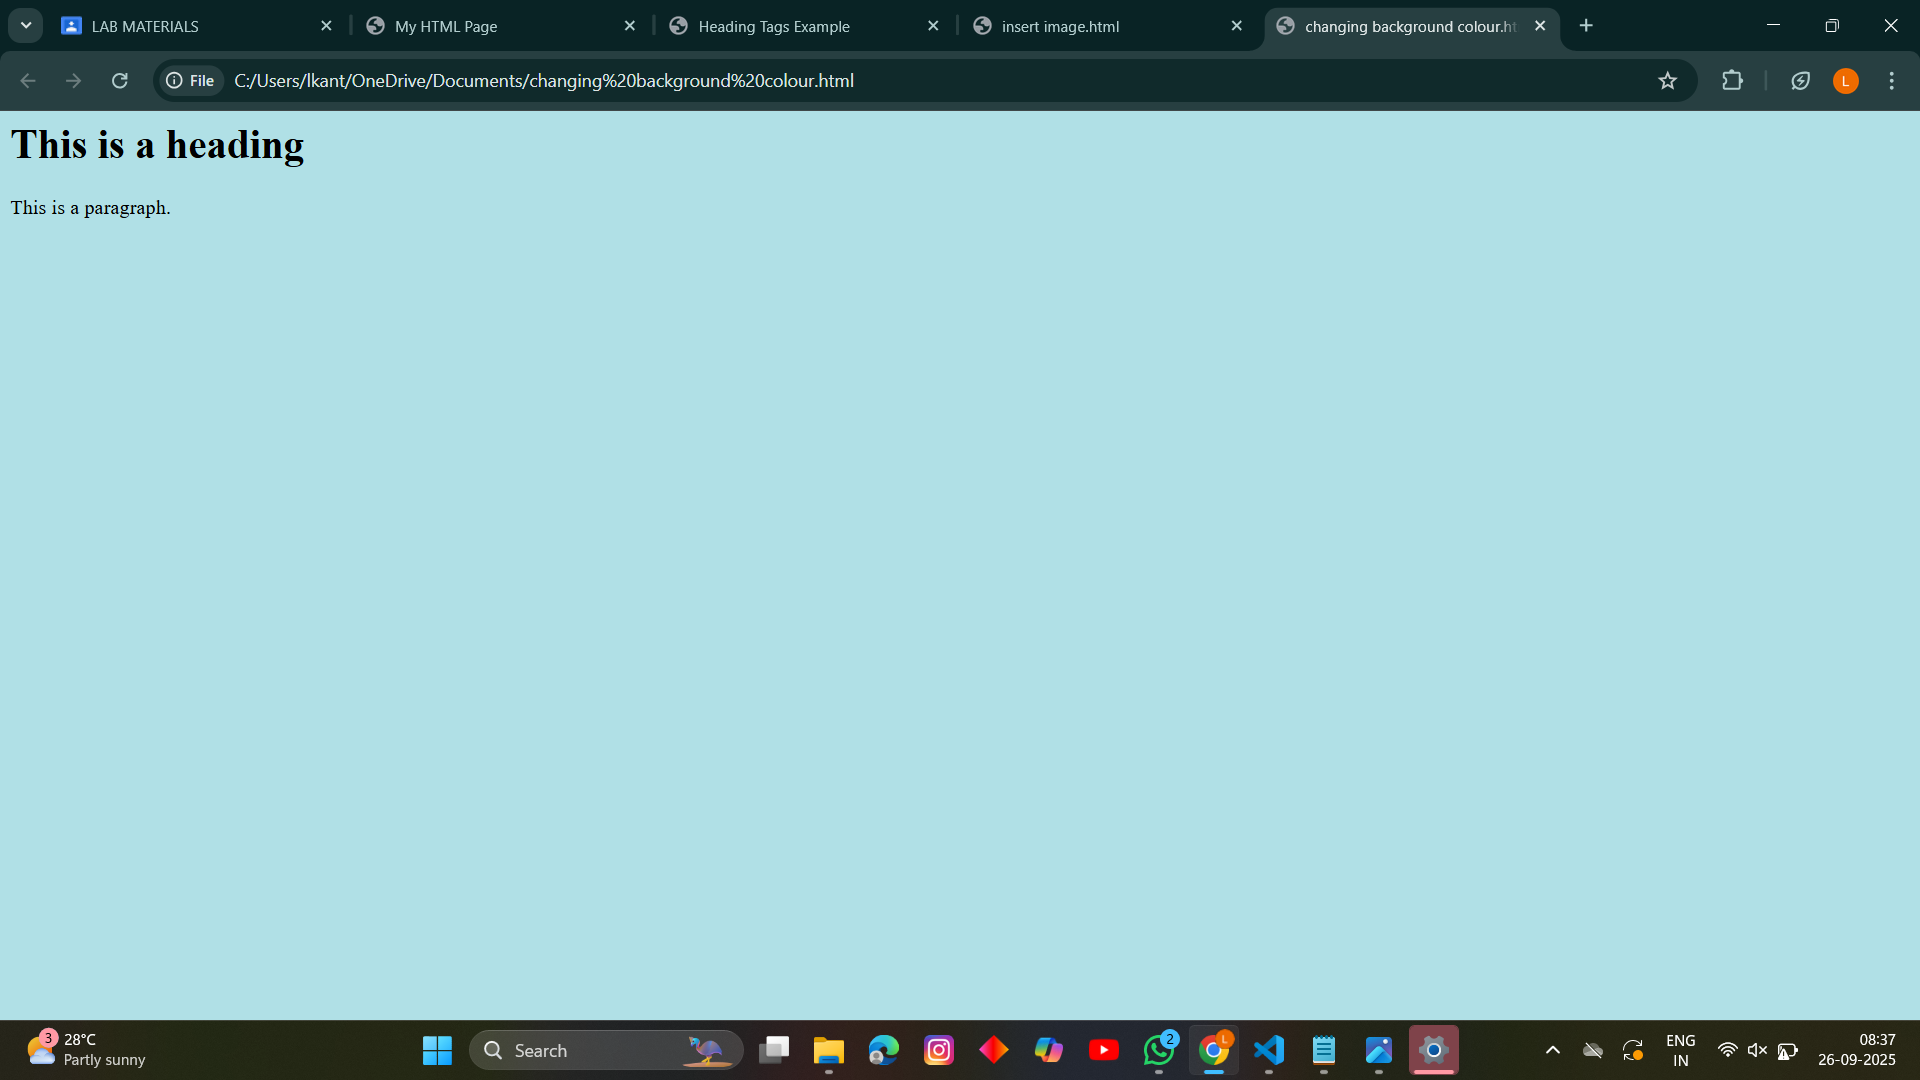 LAB MATERIALS
My HTML Page
Heading Tags Example
insert image.html
changing background colour.ht
File
C:/Users/lkant/OneDrive/Documents/changing%20background%20colour.html
L
This is a heading
This is a paragraph.
3
28°C
Partly sunny
Search
2
L
ENG
IN
08:37
26-09-2025